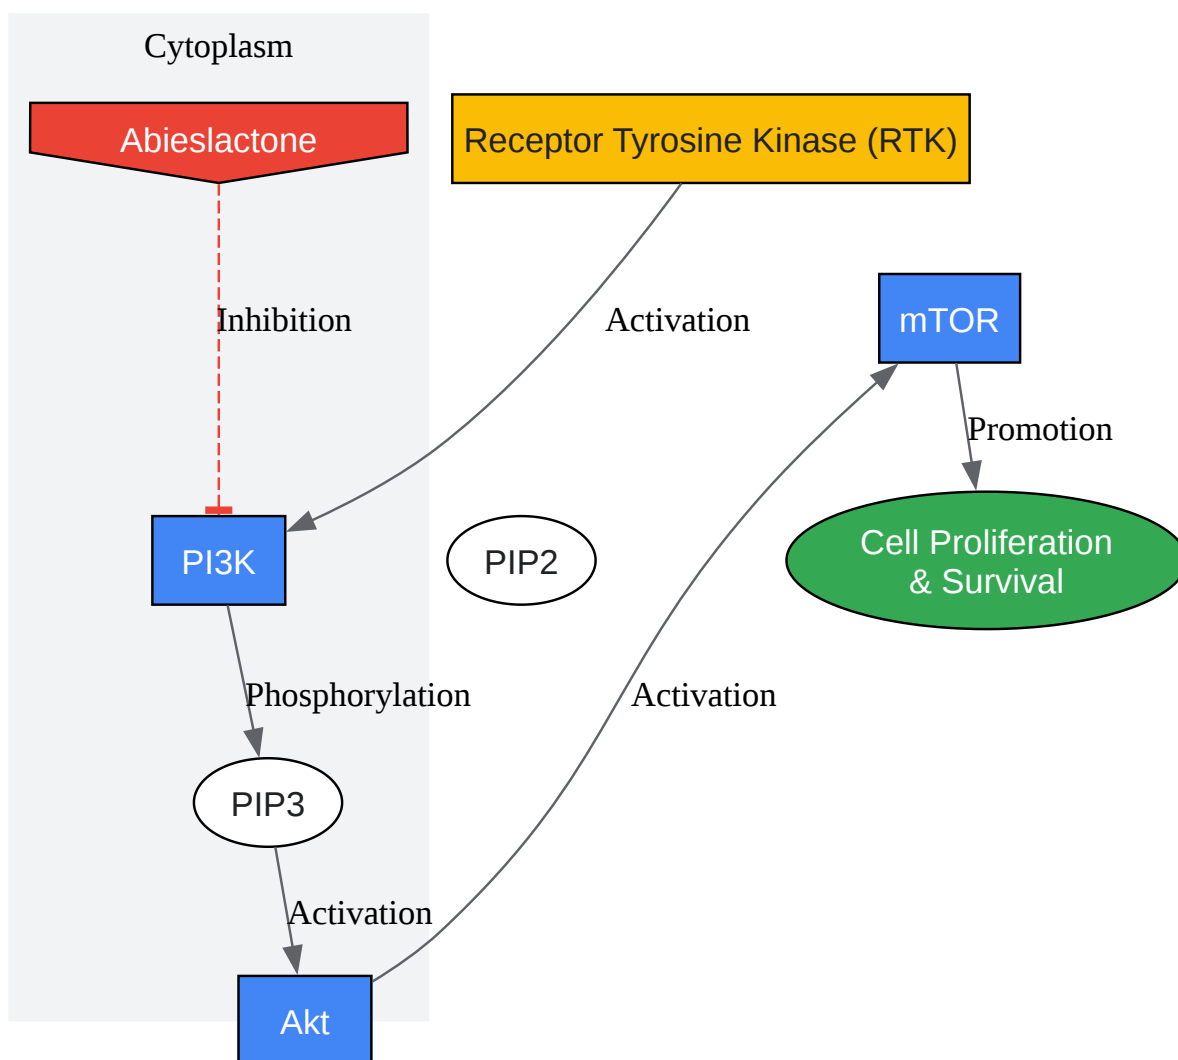 Cytoplasm
Abieslactone
Receptor Tyrosine Kinase (RTK)
Inhibition
Activation
mTOR
Promotion
PI3K
PIP2
Cell Proliferation
& Survival
Phosphorylation
Activation
PIP3
Activation
Akt